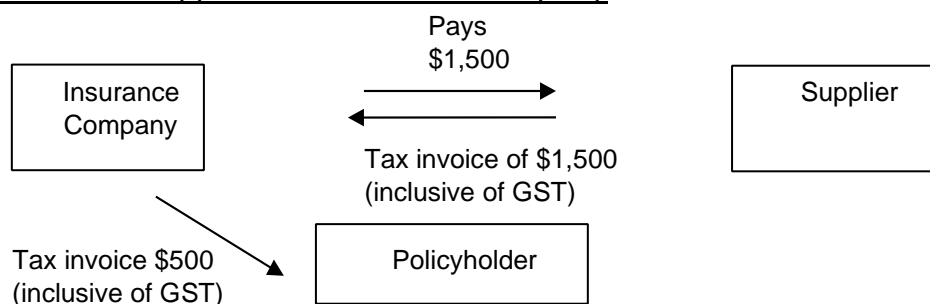 Pays
$1,500
Insurance
Company
Supplier
Tax invoice of $1,500
(inclusive of GST)
Tax invoice $500
(inclusive of GST)
Policyholder